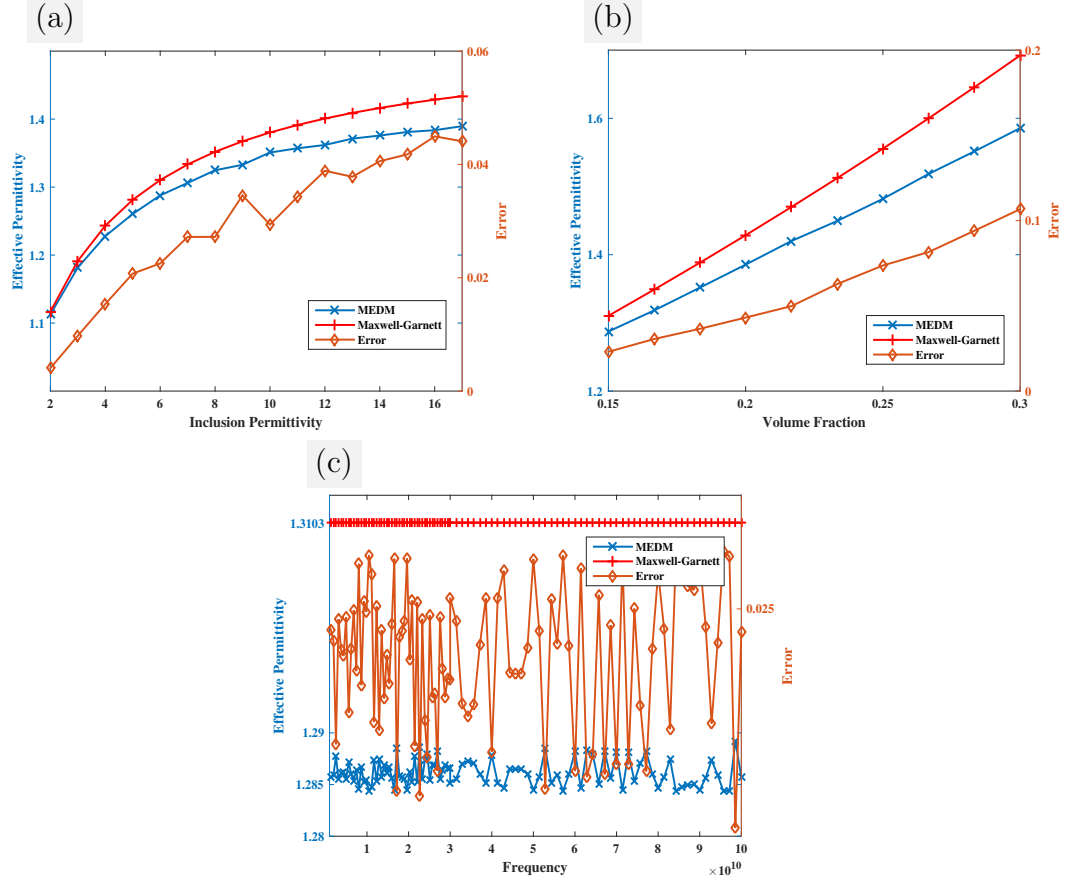 (a)
0.06
1.4
1.3
1.2
1.1
0.04
0.02
0
Effective Permittivity
Error
MEDM
Maxwell-Garnett
Error
2 4 6 8 10 12 14 16
Inclusion Permittivity
(b)
0.2
1.6
1.4
1.2
0.1
0
Effective Permittivity
Error
MEDM
Maxwell-Garnett
Error
0.15 0.2 0.25 0.3
Volume Fraction
(c)
1.3103
1.29
1.285
1.28
0.025
Effective Permittivity
Error
MEDM
Maxwell-Garnett
Error
1 2 3 4 5 6 7 8 9 10
Frequency
×10^10